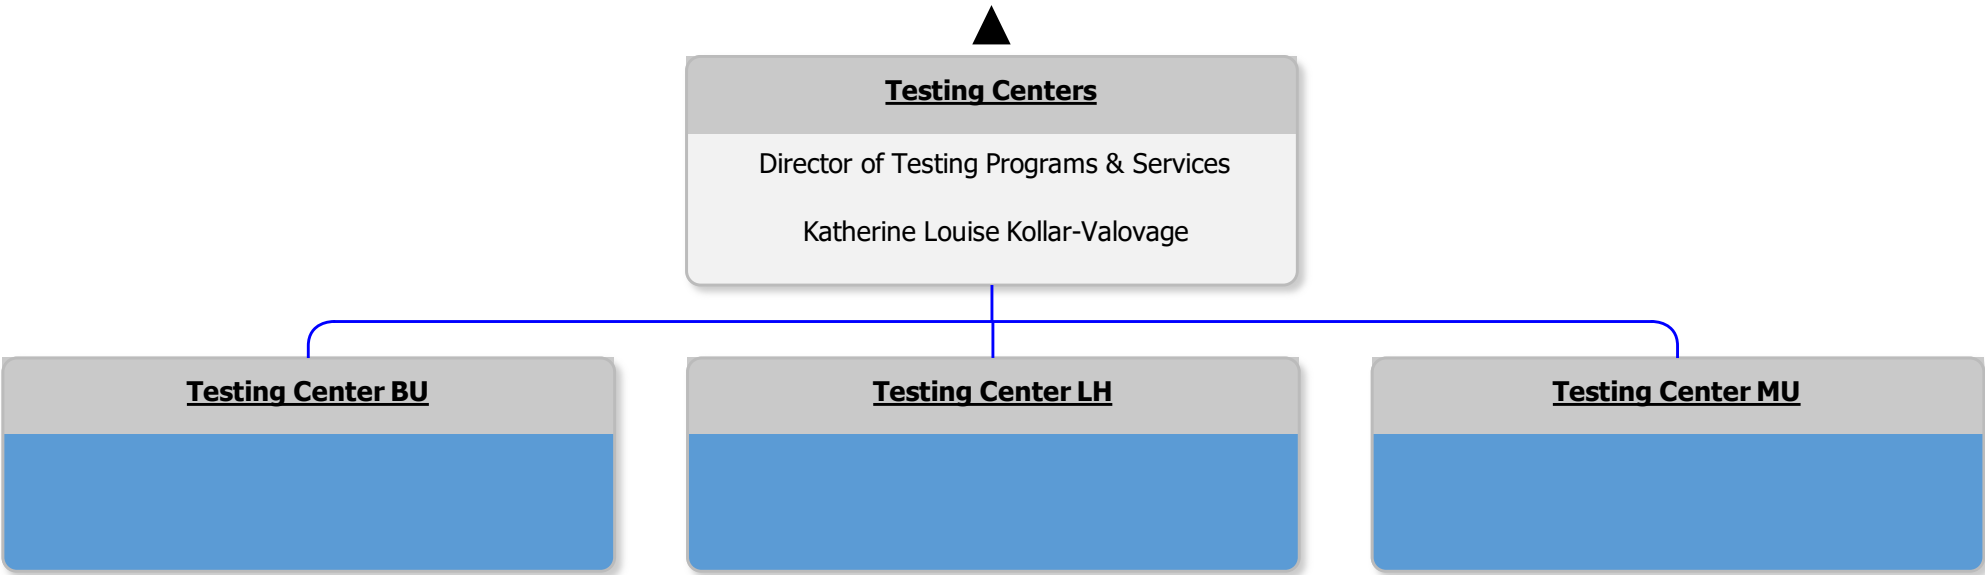 Testing Centers
Director of Testing Programs & Services
Katherine Louise Kollar-Valovage
Testing Center BU
Testing Center LH
Testing Center MU